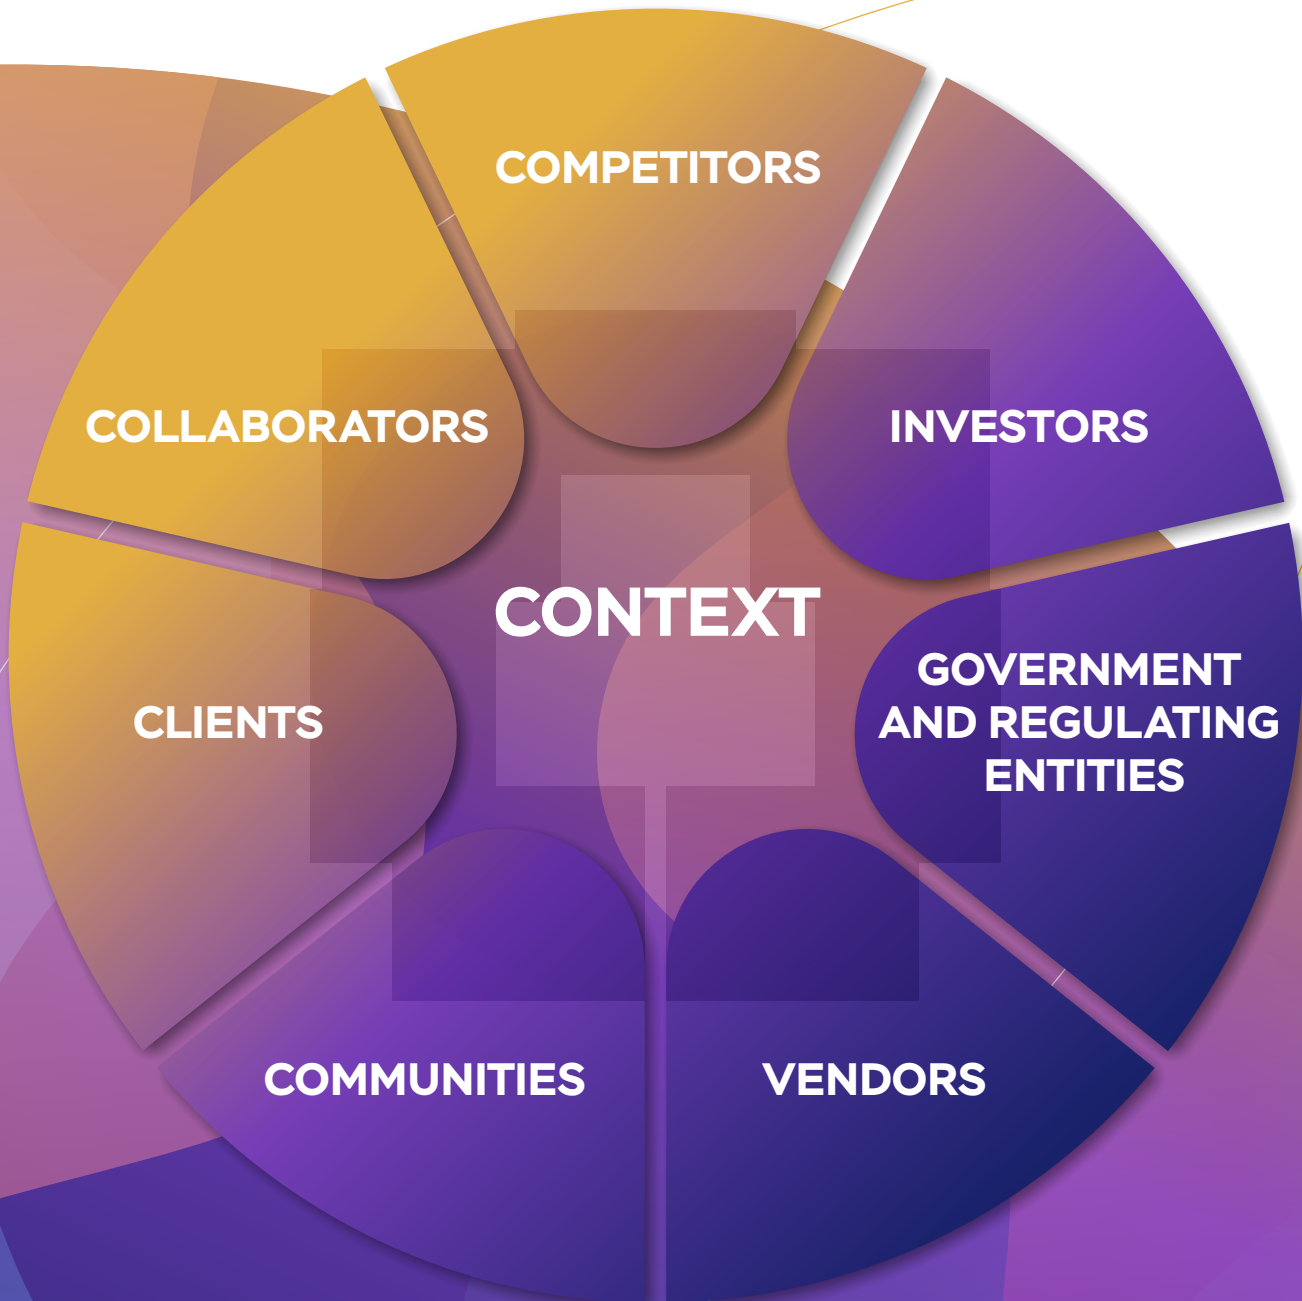 COMPETITORS
COLLABORATORS
INVESTORS
CONTEXT
GOVERNMENT
AND REGULATING
ENTITIES
CLIENTS
COMMUNITIES
VENDORS